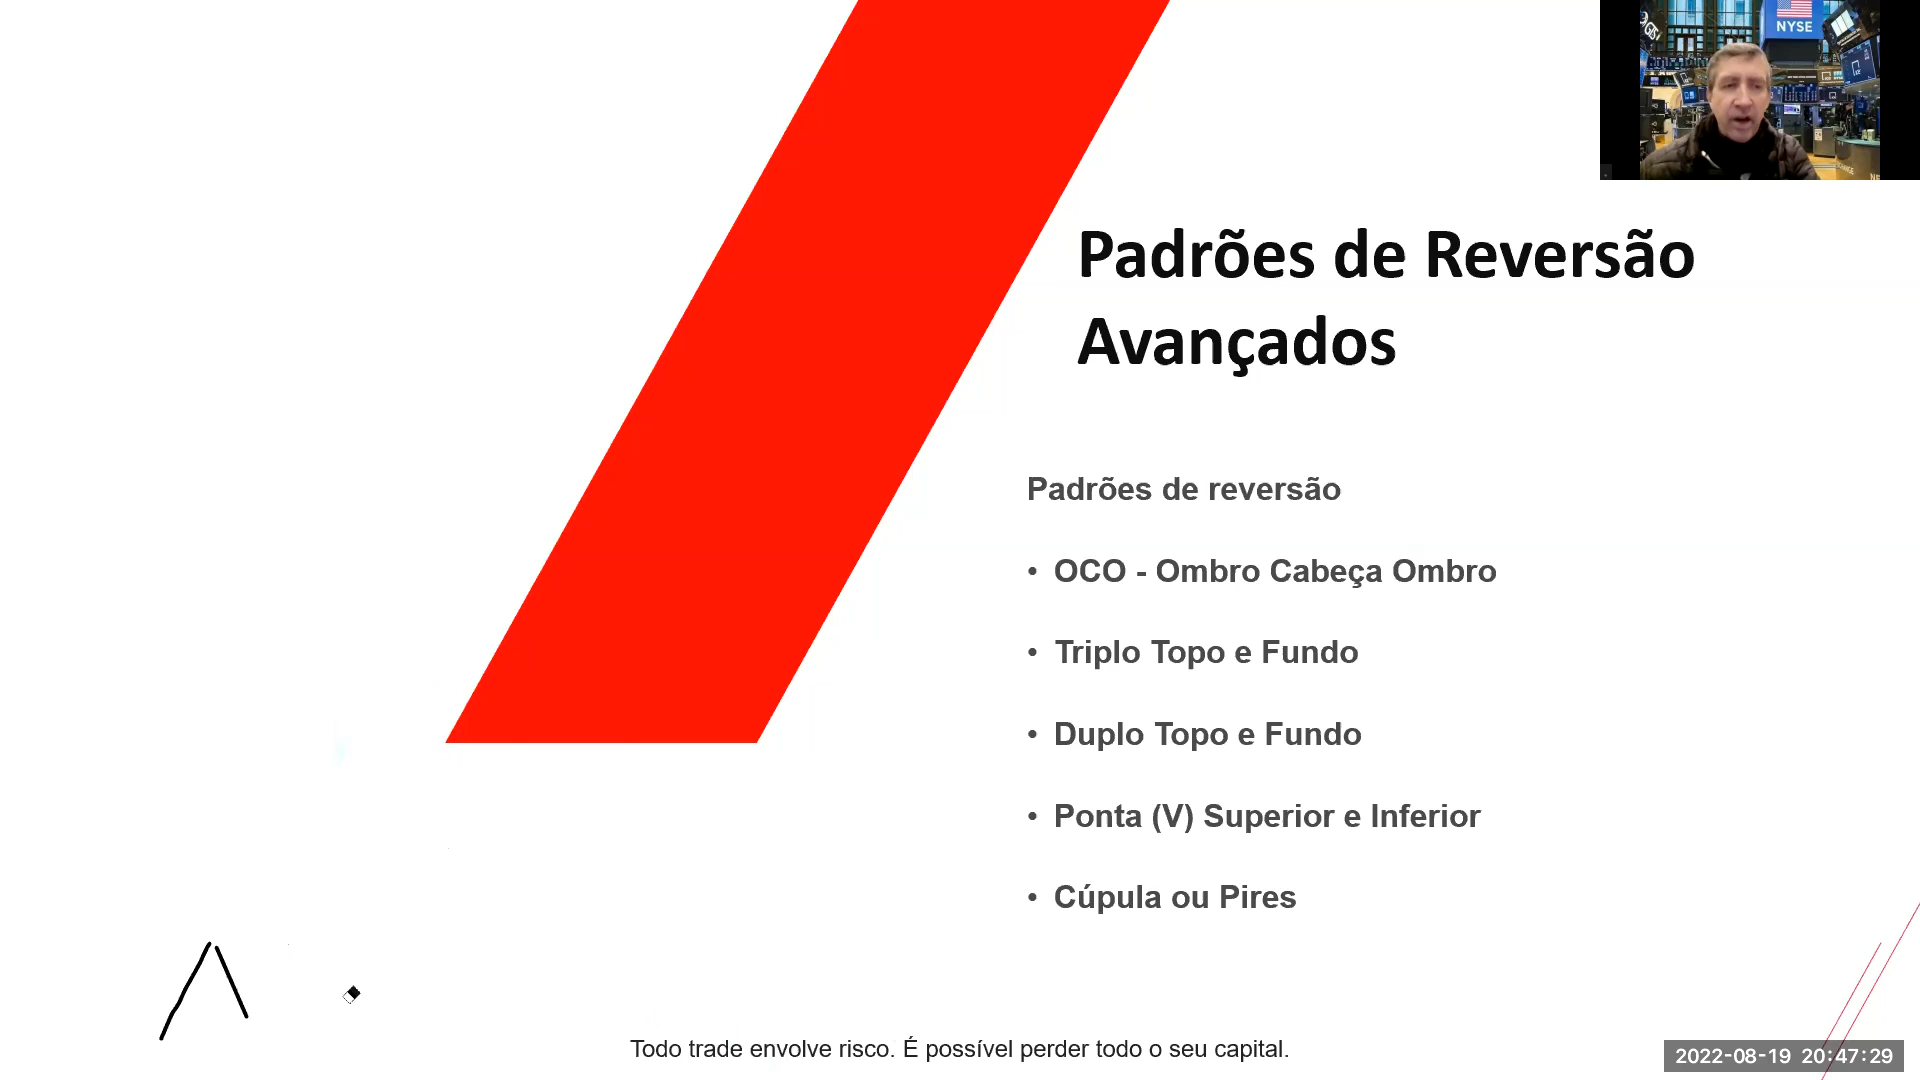 NYSE
Padrões de Reversão
Avançados
Padrões de reversão
• OCO - Ombro Cabeça Ombro
• Triplo Topo e Fundo
• Duplo Topo e Fundo
• Ponta (V) Superior e Inferior
• Cúpula ou Pires
Todo trade envolve risco. É possível perder todo o seu capital.
2022-08-19 20:47:29